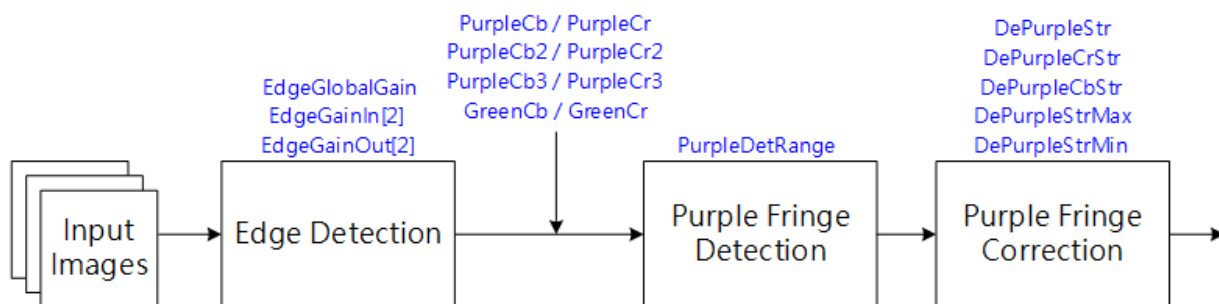 PurpleCb / PurpleCr
PurpleCb2 / PurpleCr2
PurpleCb3 / PurpleCr3
GreenCb / GreenCr
DePurpleStr
DePurpleCrStr
DePurpleCbStr
DePurpleStrMax
DePurpleStrMin
EdgeGlobalGain
EdgeGainIn[2]
EdgeGainOut[2]
PurpleDetRange
Input
Images
Edge Detection
Purple Fringe
Detection
Purple Fringe
Correction